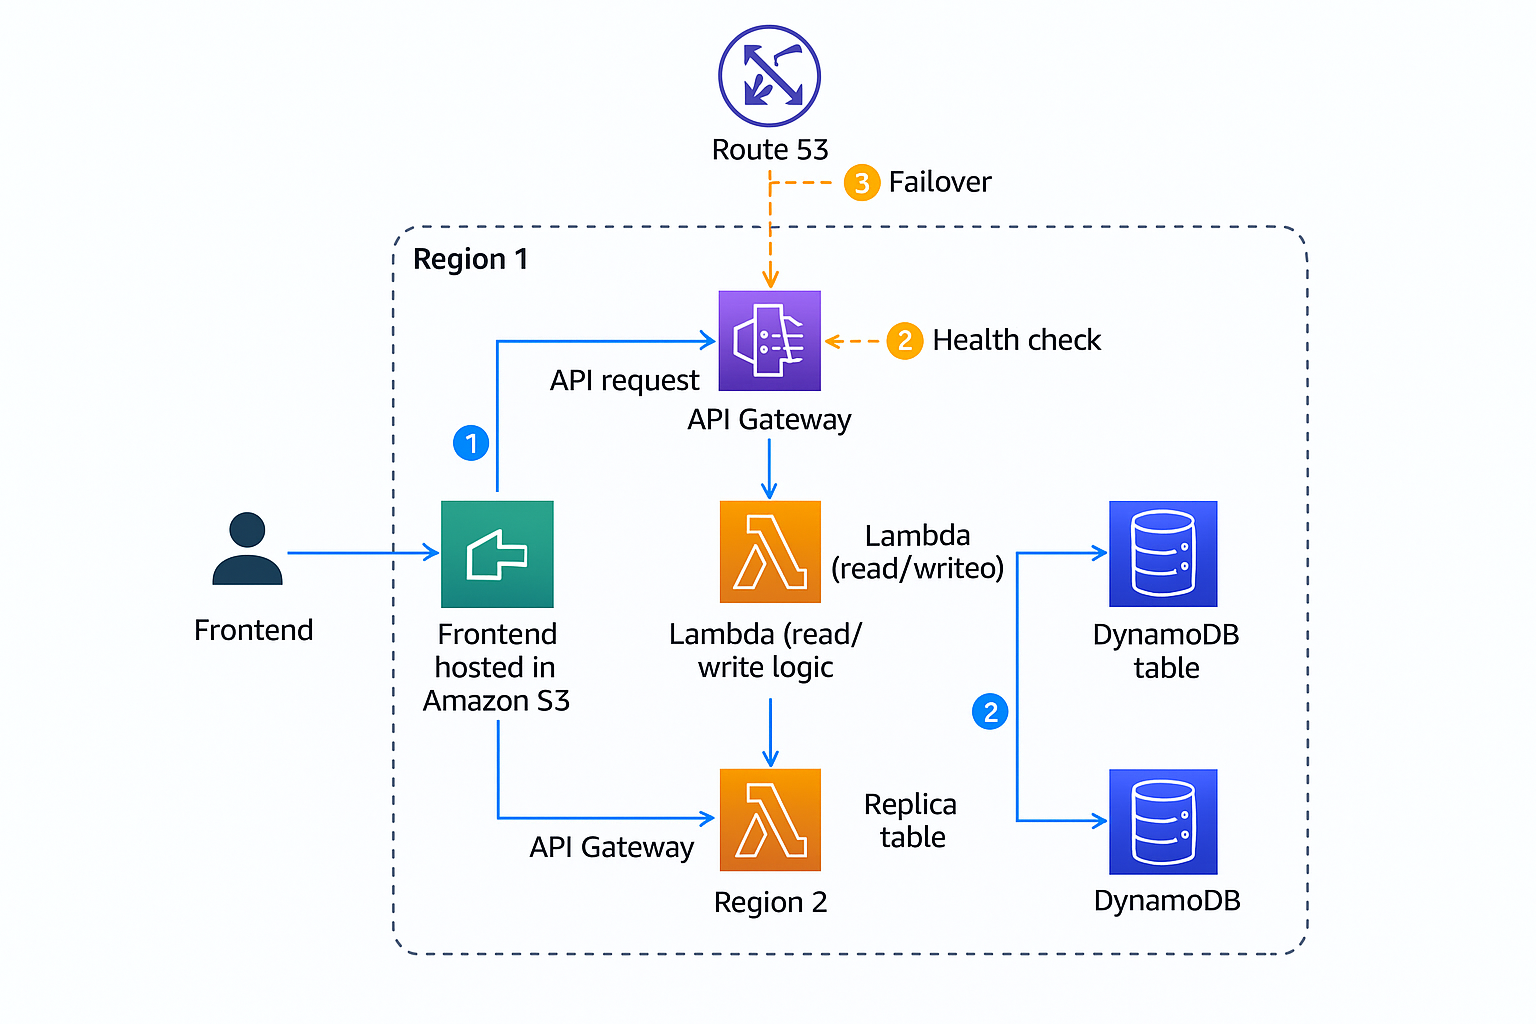 Route 53
3 Failover
Region 1
2 Health check
API request
API Gateway
1
Lambda
(read/writeo)
Frontend
Frontend
hosted in
Amazon S3
Lambda (read/
write logic
DynamoDB
table
2
Replica
table
API Gateway
Region 2
DynamoDB